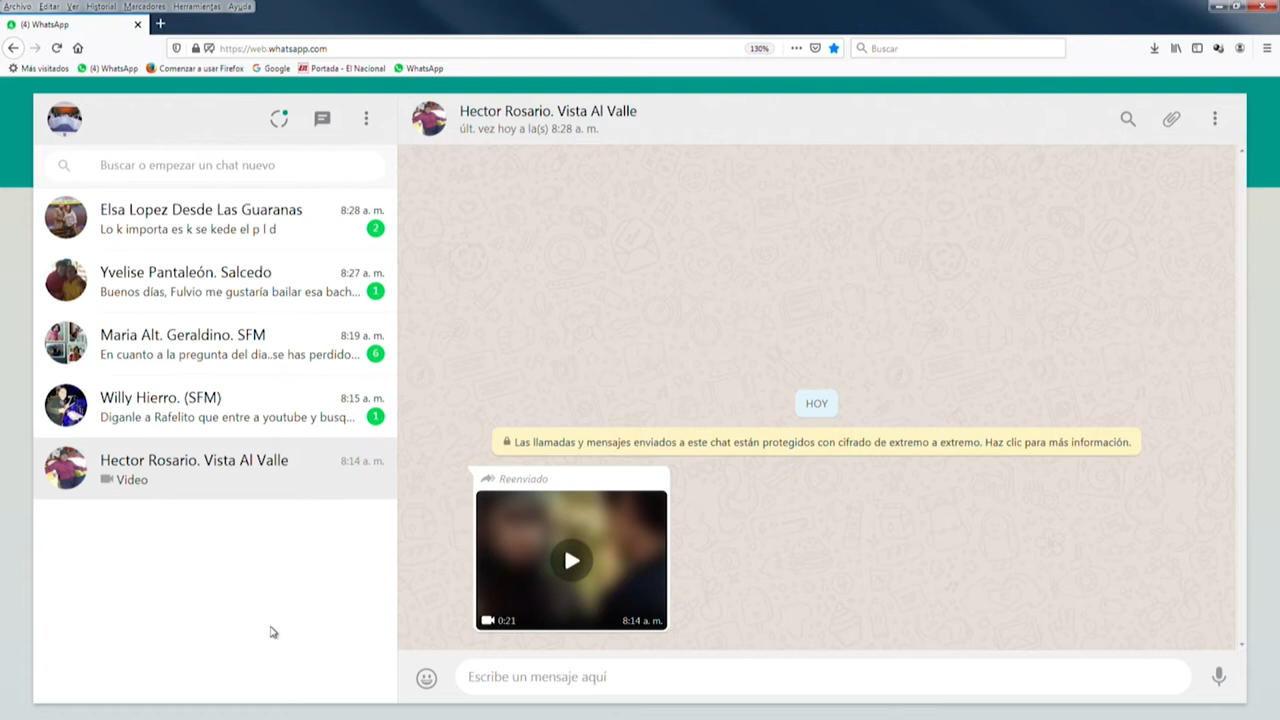 Archivo Editar Ver Historial Marcadores Herramientas Ayuda
(4) WhatsApp
https://web.whatsapp.com
130%
Buscar
Más visitados (4) WhatsApp Comenzar a usar Firefox Google Portada - El Nacional WhatsApp
Buscar o empezar un chat nuevo
Elsa Lopez Desde Las Guaranas 8:28 a. m.
Lo k importa es k se kede el p l d 2
Yvelise Pantaleón. Salcedo 8:27 a. m.
Buenos días, Fulvio me gustaría bailar esa bach... 1
Maria Alt. Geraldino. SFM 8:19 a. m.
En cuanto a la pregunta del dia..se has perdido... 6
Willy Hierro. (SFM) 8:15 a. m.
Diganle a Rafelito que entre a youtube y busq... 1
Hector Rosario. Vista Al Valle 8:14 a. m.
Video
Hector Rosario. Vista Al Valle
últ. vez hoy a la(s) 8:28 a. m.
HOY
Las llamadas y mensajes enviados a este chat están protegidos con cifrado de extremo a extremo. Haz clic para más información.
Reenviado
0:21 8:14 a. m.
Escribe un mensaje aquí